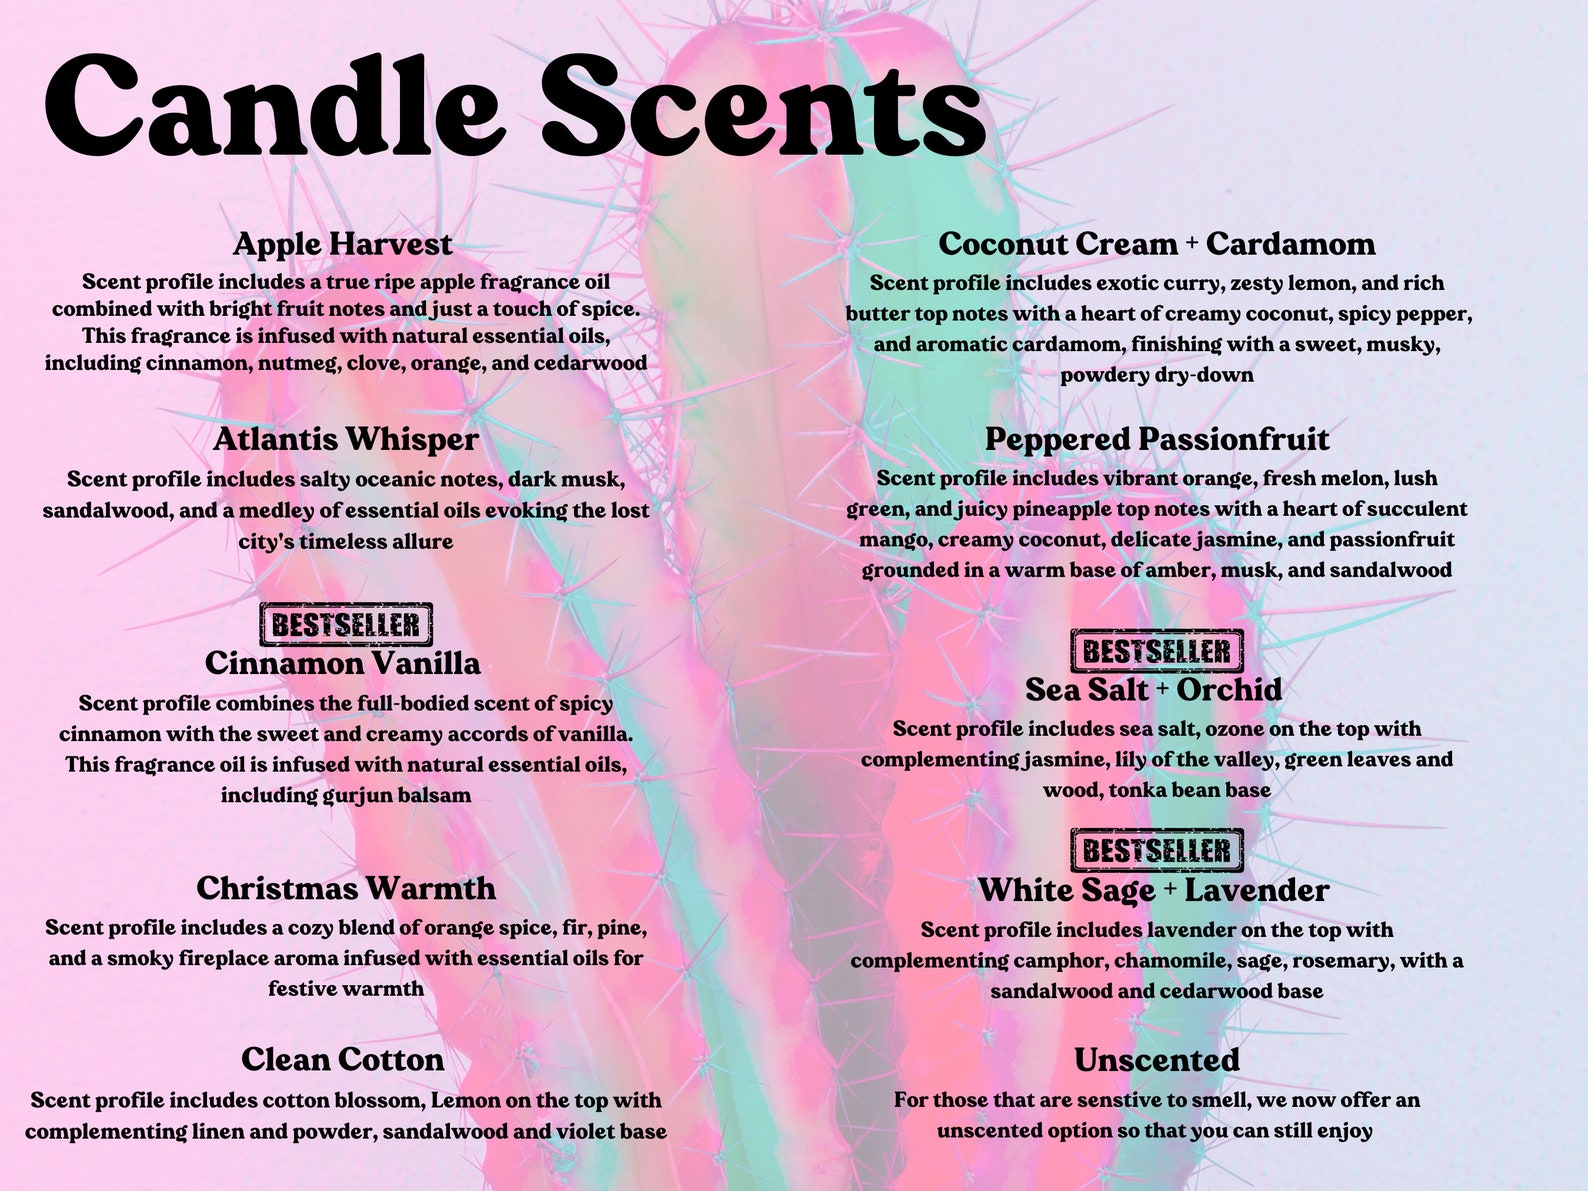 Candle Scents
Apple Harvest
Scent profile includes a true ripe apple fragrance oil
combined with bright fruit notes and just a touch of spice.
This fragrance is infused with natural essential oils,
including cinnamon, nutmeg, clove, orange, and cedarwood
Atlantis Whisper
Scent profile includes salty oceanic notes, dark musk,
sandalwood, and a medley of essential oils evoking the lost
city's timeless allure
BESTSELLER
Cinnamon Vanilla
Scent profile combines the full-bodied scent of spicy
cinnamon with the sweet and creamy accords of vanilla.
This fragrance oil is infused with natural essential oils,
including gurjun balsam
Christmas Warmth
Scent profile includes a cozy blend of orange spice, fir, pine,
and a smoky fireplace aroma infused with essential oils for
festive warmth
Clean Cotton
Scent profile includes cotton blossom, Lemon on the top with
complementing linen and powder, sandalwood and violet base
Coconut Cream + Cardamom
Scent profile includes exotic curry, zesty lemon, and rich
butter top notes with a heart of creamy coconut, spicy pepper,
and aromatic cardamom, finishing with a sweet, musky,
powdery dry-down
Peppered Passionfruit
Scent profile includes vibrant orange, fresh melon, lush
green, and juicy pineapple top notes with a heart of succulent
mango, creamy coconut, delicate jasmine, and passionfruit
grounded in a warm base of amber, musk, and sandalwood
BESTSELLER
Sea Salt + Orchid
Scent profile includes sea salt, ozone on the top with
complementing jasmine, lily of the valley, green leaves and
wood, tonka bean base
BESTSELLER
White Sage + Lavender
Scent profile includes lavender on the top with
complementing camphor, chamomile, sage, rosemary, with a
sandalwood and cedarwood base
Unscented
For those that are senstive to smell, we now offer an
unscented option so that you can still enjoy